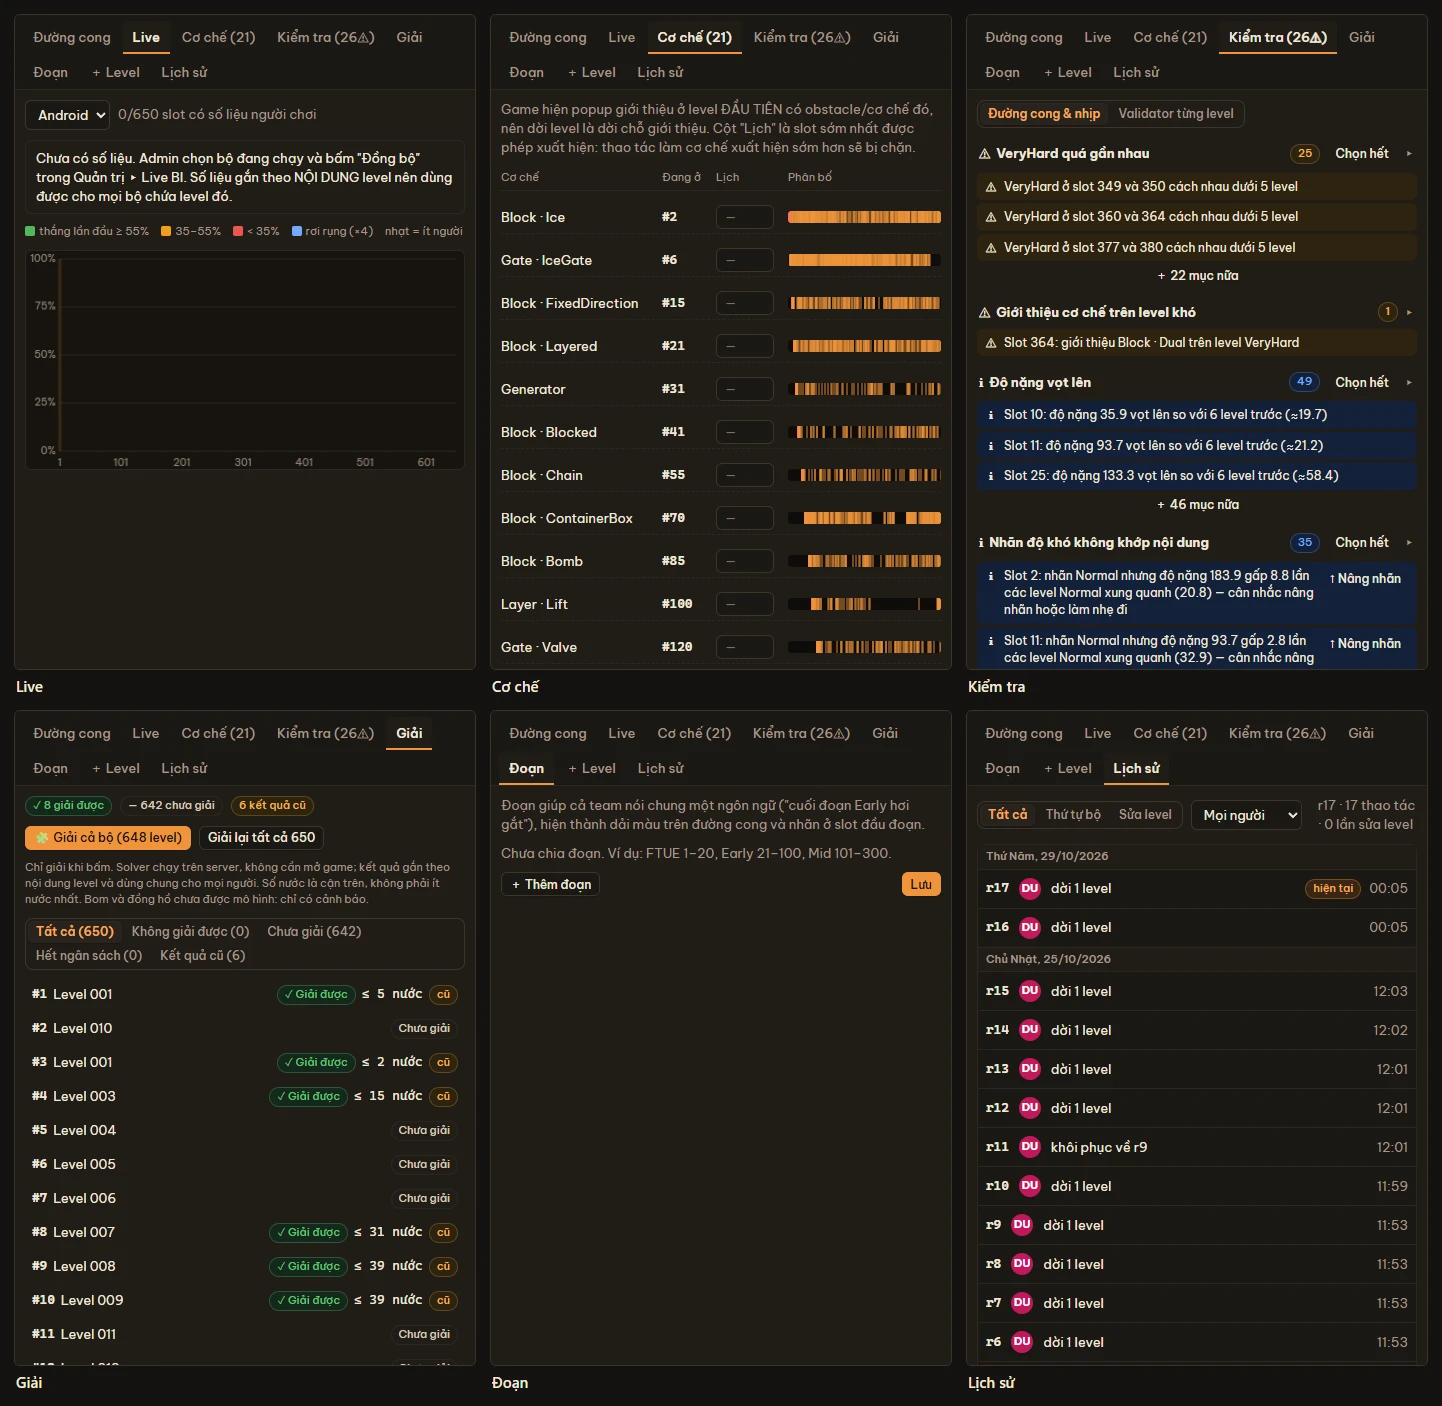 Đường cong Live Cơ chế (21) Kiểm tra (26⚠) Giải
Đoạn + Level Lịch sử
Android 0/650 slot có số liệu người chơi
Chưa có số liệu. Admin chọn bộ đang chạy và bấm "Đồng bộ"
trong Quản trị ▸ Live BI. Số liệu gắn theo NỘI DUNG level nên dùng
được cho mọi bộ chứa level đó.
thắng lần đầu ≥ 55% 35–55% < 35% rơi rụng (×4) nhạt = ít người
100%
75%
50%
25%
0%
1 101 201 301 401 501 601
Live
Đường cong Live Cơ chế (21) Kiểm tra (26⚠) Giải
Đoạn + Level Lịch sử
Game hiện popup giới thiệu ở level ĐẦU TIÊN có obstacle/cơ chế đó,
nên dời level là dời chỗ giới thiệu. Cột "Lịch" là slot sớm nhất được
phép xuất hiện: thao tác làm cơ chế xuất hiện sớm hơn sẽ bị chặn.
Cơ chế Đang ở Lịch Phân bố
Block · Ice #2 —
Gate · IceGate #6 —
Block · FixedDirection #15 —
Block · Layered #21 —
Generator #31 —
Block · Blocked #41 —
Block · Chain #55 —
Block · ContainerBox #70 —
Block · Bomb #85 —
Layer · Lift #100 —
Gate · Valve #120 —
Cơ chế
Đường cong Live Cơ chế (21) Kiểm tra (26⚠) Giải
Đoạn + Level Lịch sử
Đường cong & nhịp Validator từng level
⚠ VeryHard quá gần nhau 25 Chọn hết ▸
⚠ VeryHard ở slot 349 và 350 cách nhau dưới 5 level
⚠ VeryHard ở slot 360 và 364 cách nhau dưới 5 level
⚠ VeryHard ở slot 377 và 380 cách nhau dưới 5 level
+ 22 mục nữa
⚠ Giới thiệu cơ chế trên level khó 1 ▸
⚠ Slot 364: giới thiệu Block · Dual trên level VeryHard
ℹ Độ nặng vọt lên 49 Chọn hết ▸
ℹ Slot 10: độ nặng 35.9 vọt lên so với 6 level trước (≈19.7)
ℹ Slot 11: độ nặng 93.7 vọt lên so với 6 level trước (≈21.2)
ℹ Slot 25: độ nặng 133.3 vọt lên so với 6 level trước (≈58.4)
+ 46 mục nữa
ℹ Nhãn độ khó không khớp nội dung 35 Chọn hết ▸
ℹ Slot 2: nhãn Normal nhưng độ nặng 183.9 gấp 8.8 lần ↑ Nâng nhãn
các level Normal xung quanh (20.8) — cân nhắc nâng
nhãn hoặc làm nhẹ đi
ℹ Slot 11: nhãn Normal nhưng độ nặng 93.7 gấp 2.8 lần ↑ Nâng nhãn
các level Normal xung quanh (32.9) — cân nhắc nâng
Kiểm tra
Đường cong Live Cơ chế (21) Kiểm tra (26⚠) Giải
Đoạn + Level Lịch sử
✓ 8 giải được — 642 chưa giải 6 kết quả cũ
🧩 Giải cả bộ (648 level) Giải lại tất cả 650
Chỉ giải khi bấm. Solver chạy trên server, không cần mở game; kết quả gắn theo
nội dung level và dùng chung cho mọi người. Số nước là cận trên, không phải ít
nước nhất. Bom và đồng hồ chưa được mô hình: chỉ có cảnh báo.
Tất cả (650) Không giải được (0) Chưa giải (642)
Hết ngân sách (0) Kết quả cũ (6)
#1 Level 001 ✓ Giải được ≤ 5 nước cũ
#2 Level 010 Chưa giải
#3 Level 001 ✓ Giải được ≤ 2 nước cũ
#4 Level 003 ✓ Giải được ≤ 15 nước cũ
#5 Level 004 Chưa giải
#6 Level 005 Chưa giải
#7 Level 006 Chưa giải
#8 Level 007 ✓ Giải được ≤ 31 nước cũ
#9 Level 008 ✓ Giải được ≤ 39 nước cũ
#10 Level 009 ✓ Giải được ≤ 39 nước cũ
#11 Level 011 Chưa giải
Giải
Đường cong Live Cơ chế (21) Kiểm tra (26⚠) Giải
Đoạn + Level Lịch sử
Đoạn giúp cả team nói chung một ngôn ngữ ("cuối đoạn Early hơi
gắt"), hiện thành dải màu trên đường cong và nhãn ở slot đầu đoạn.
Chưa chia đoạn. Ví dụ: FTUE 1–20, Early 21–100, Mid 101–300.
+ Thêm đoạn Lưu
Đoạn
Đường cong Live Cơ chế (21) Kiểm tra (26⚠) Giải
Đoạn + Level Lịch sử
Tất cả Thứ tự bộ Sửa level Mọi người r17 · 17 thao tác
· 0 lần sửa level
Thứ Năm, 29/10/2026
r17 DU dời 1 level hiện tại 00:05
r16 DU dời 1 level 00:05
Chủ Nhật, 25/10/2026
r15 DU dời 1 level 12:03
r14 DU dời 1 level 12:02
r13 DU dời 1 level 12:01
r12 DU dời 1 level 12:01
r11 DU khôi phục về r9 12:01
r10 DU dời 1 level 11:59
r9 DU dời 1 level 11:53
r8 DU dời 1 level 11:53
r7 DU dời 1 level 11:53
r6 DU dời 1 level 11:53
Lịch sử